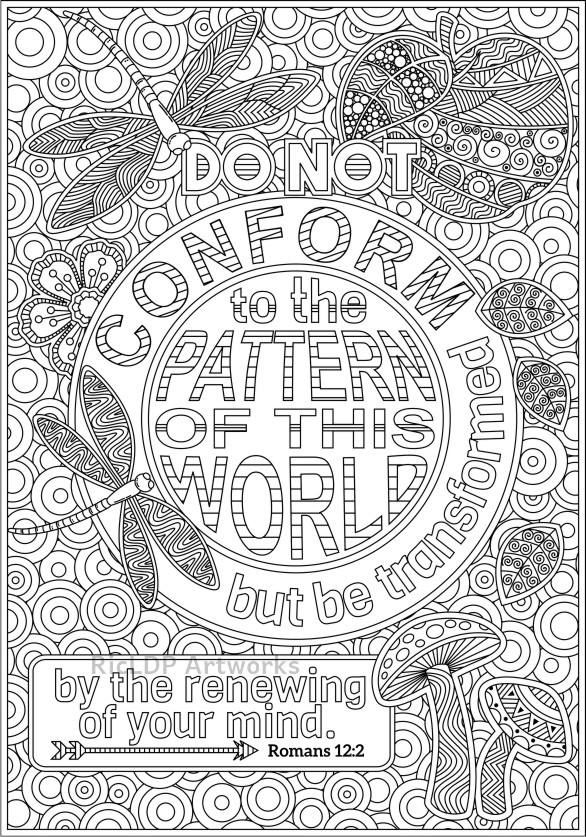 DO NOT
CONFORM
to the
PATTERN
OF THIS
WORLD
but be transformed
RicLDP Artworks
by the renewing
of your mind.
Romans 12:2